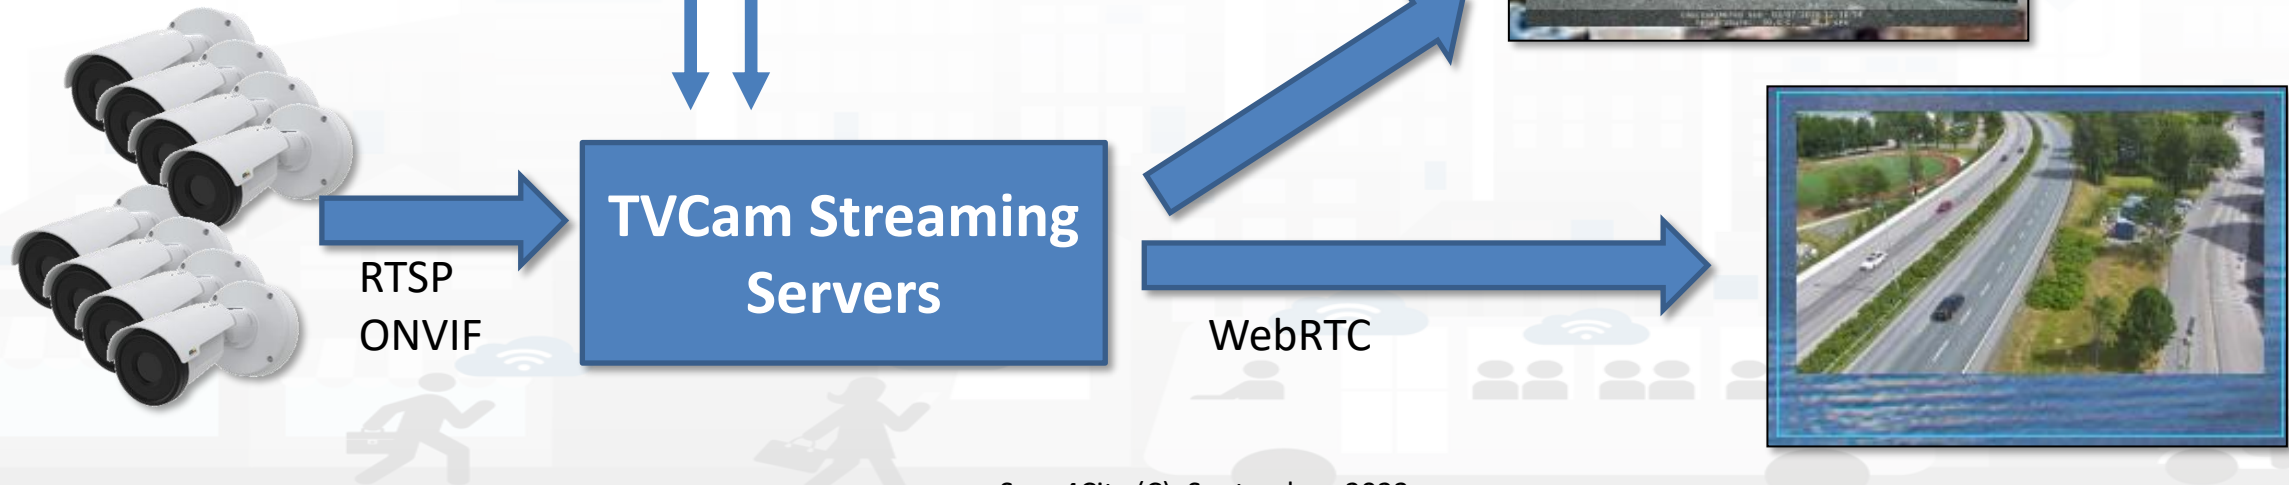 TVCam Streaming
Servers
RTSP
ONVIF
WebRTC